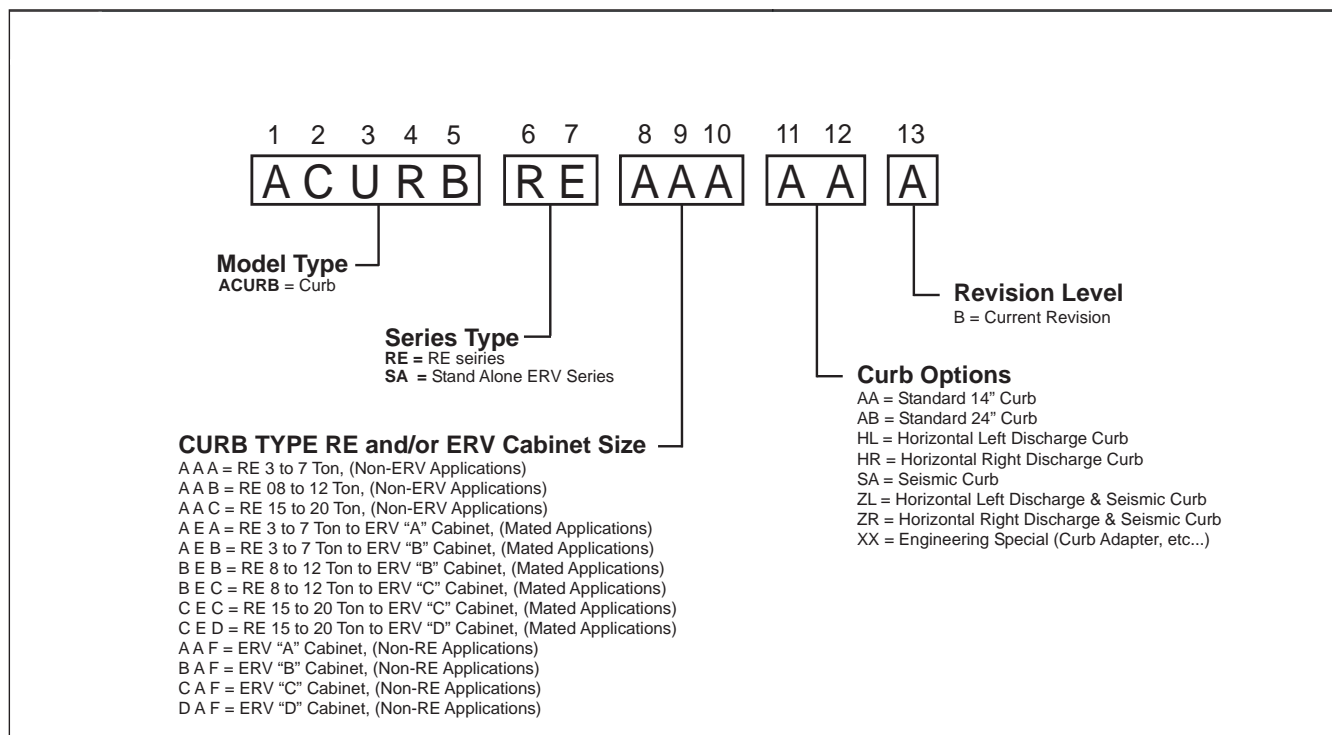 1 2 3 4 5 6 7 8 9 10 11 12 13
A C U R B R E A A A A A A
Model Type
ACURB = Curb
Series Type
RE = RE seiries
SA = Stand Alone ERV Series
CURB TYPE RE and/or ERV Cabinet Size
A A A = RE 3 to 7 Ton, (Non-ERV Applications)
A A B = RE 08 to 12 Ton, (Non-ERV Applications)
A A C = RE 15 to 20 Ton, (Non-ERV Applications)
A E A = RE 3 to 7 Ton to ERV “A” Cabinet, (Mated Applications)
A E B = RE 3 to 7 Ton to ERV “B” Cabinet, (Mated Applications)
B E B = RE 8 to 12 Ton to ERV “B” Cabinet, (Mated Applications)
B E C = RE 8 to 12 Ton to ERV “C” Cabinet, (Mated Applications)
C E C = RE 15 to 20 Ton to ERV “C” Cabinet, (Mated Applications)
C E D = RE 15 to 20 Ton to ERV “D” Cabinet, (Mated Applications)
A A F = ERV “A” Cabinet, (Non-RE Applications)
B A F = ERV “B” Cabinet, (Non-RE Applications)
C A F = ERV “C” Cabinet, (Non-RE Applications)
D A F = ERV “D” Cabinet, (Non-RE Applications)
Revision Level
B = Current Revision
Curb Options
AA = Standard 14” Curb
AB = Standard 24” Curb
HL = Horizontal Left Discharge Curb
HR = Horizontal Right Discharge Curb
SA = Seismic Curb
ZL = Horizontal Left Discharge & Seismic Curb
ZR = Horizontal Right Discharge & Seismic Curb
XX = Engineering Special (Curb Adapter, etc...)